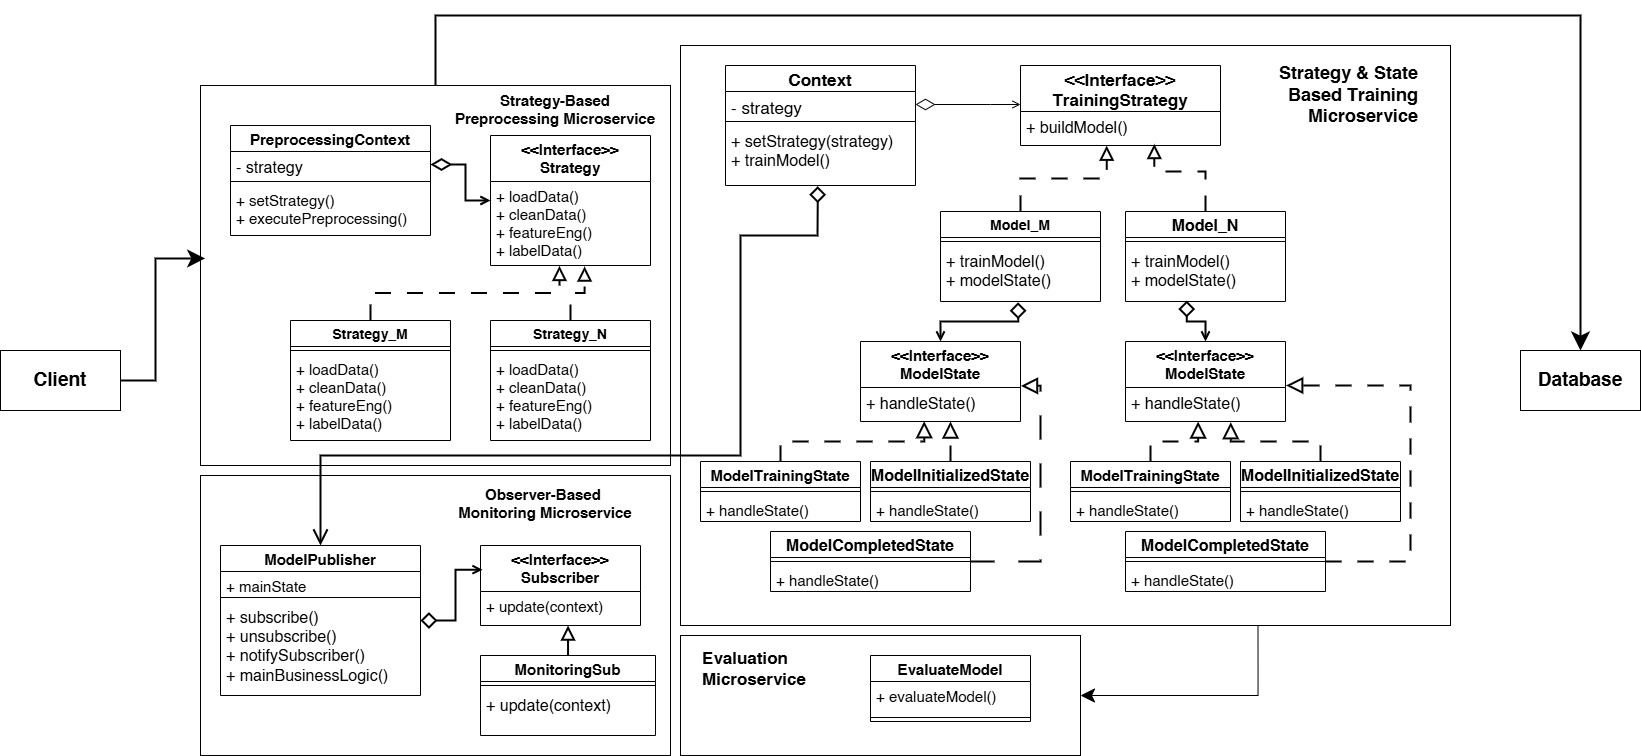 Client
Strategy-Based
Preprocessing Microservice
PreprocessingContext
- strategy
+ setStrategy()
+ executePreprocessing()
<<Interface>>
Strategy
+ loadData()
+ cleanData()
+ featureEng()
+ labelData()
Strategy_M
+ loadData()
+ cleanData()
+ featureEng()
+ labelData()
Strategy_N
+ loadData()
+ cleanData()
+ featureEng()
+ labelData()
Observer-Based
Monitoring Microservice
ModelPublisher
+ mainState
+ subscribe()
+ unsubscribe()
+ notifySubscriber()
+ mainBusinessLogic()
<<Interface>>
Subscriber
+ update(context)
MonitoringSub
+ update(context)
Strategy & State
Based Training
Microservice
Context
- strategy
+ setStrategy(strategy)
+ trainModel()
<<Interface>>
TrainingStrategy
+ buildModel()
Model_M
+ trainModel()
+ modelState()
Model_N
+ trainModel()
+ modelState()
<<Interface>>
ModelState
+ handleState()
<<Interface>>
ModelState
+ handleState()
ModelTrainingState
+ handleState()
ModelInitializedState
+ handleState()
ModelTrainingState
+ handleState()
ModelInitializedState
+ handleState()
ModelCompletedState
+ handleState()
ModelCompletedState
+ handleState()
Evaluation
Microservice
EvaluateModel
+ evaluateModel()
Database